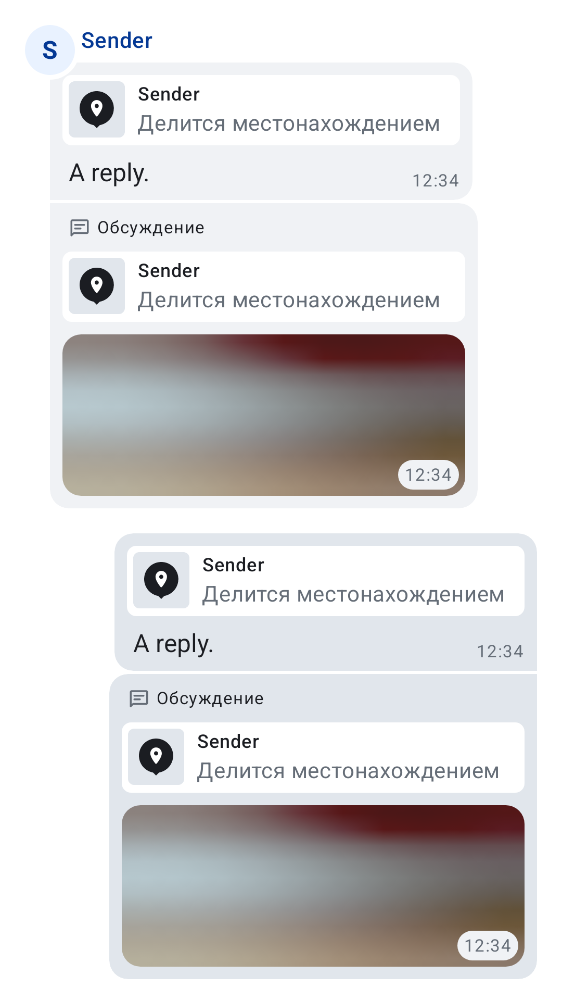 S
Sender
Sender
Делится местонахождением
A reply.
12:34
Обсуждение
Sender
Делится местонахождением
12:34
Sender
Делится местонахождением
A reply.
12:34
Обсуждение
Sender
Делится местонахождением
12:34